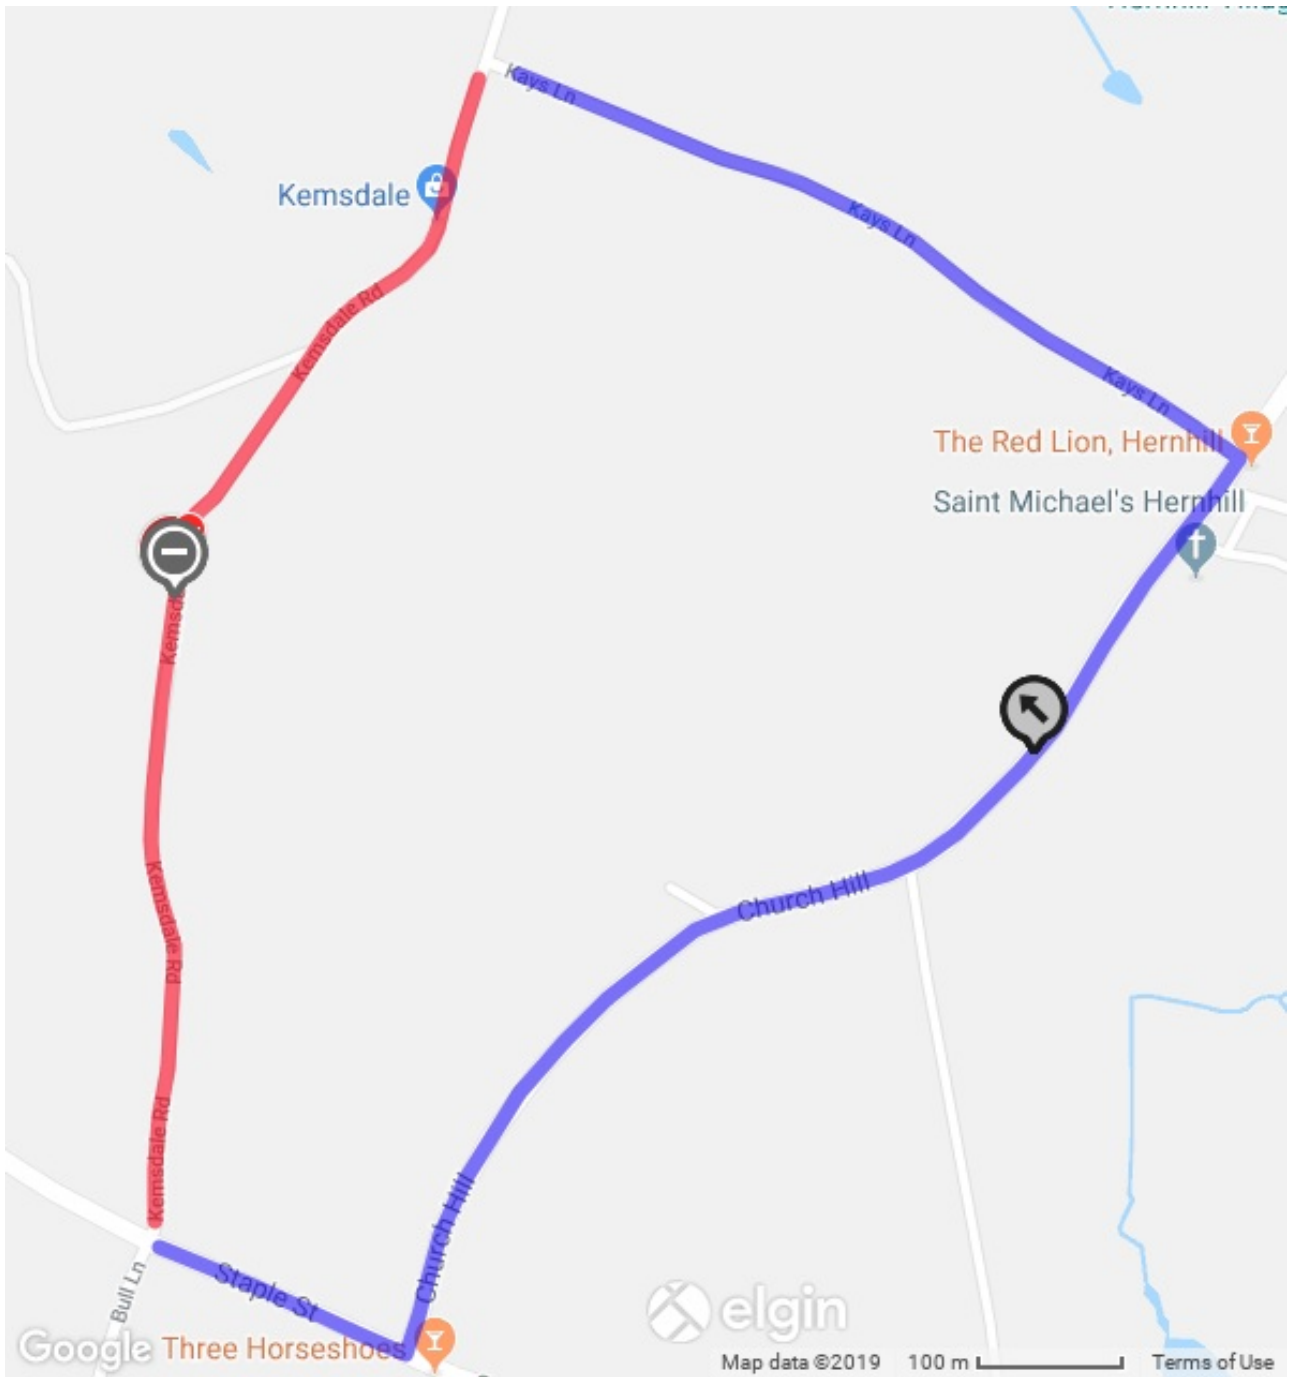 Kays Ln
Kemsdale
Kays Ln
Kemsdale Rd
Kays Ln
The Red Lion, Hernhill
Saint Michael's Hernhill
Church Hill
Kemsdale Rd
Kemsdale Rd
Church Hill
Staple St
Bull Ln
elgin
Google
Three Horseshoes
Map data ©2019
100 m
Terms of Use